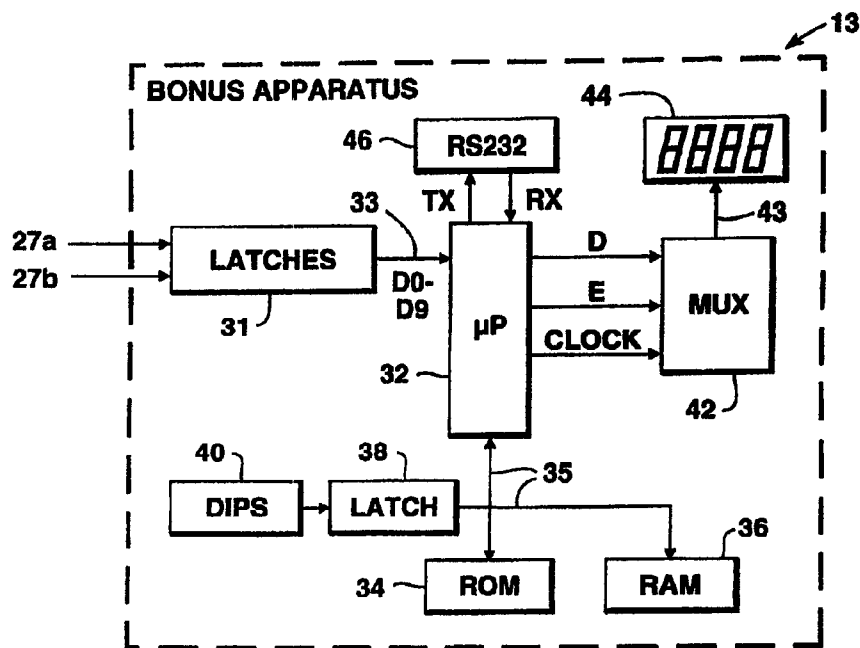 13
BONUS APPARATUS
44
46
RS232
8888
33
TX
RX
43
27a
27b
LATCHES
D0-
D9
31
µP
D
E
CLOCK
MUX
32
42
40
38
35
DIPS
LATCH
36
34
ROM
RAM